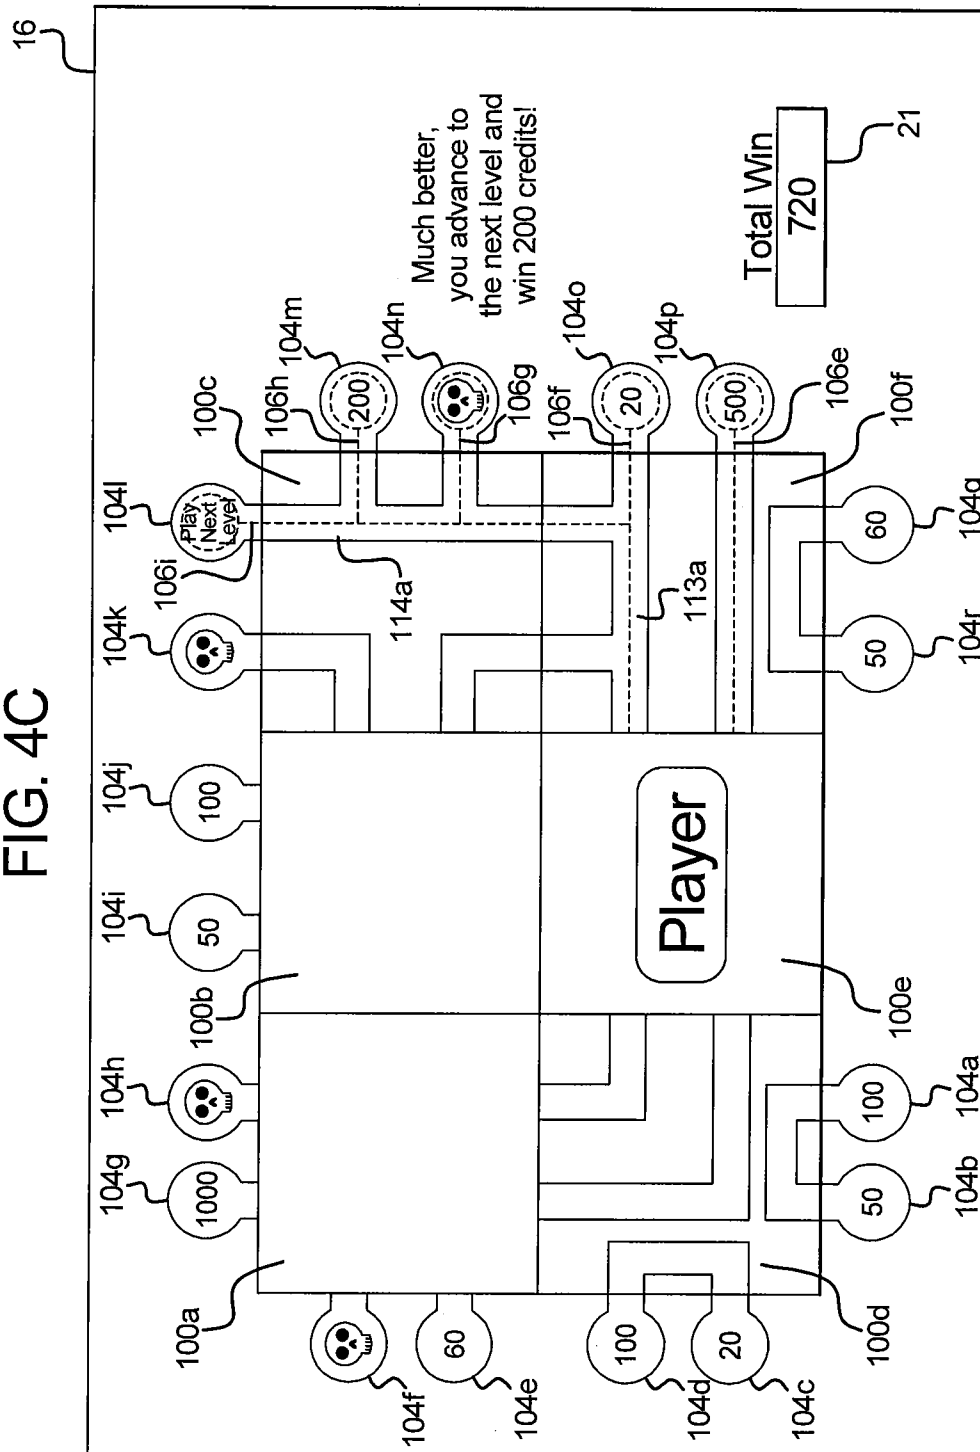 FIG. 4C
16
104g
104h
104i
104j
104k
104l
1000
50
100
Play
Next
Level
106i
100c
106h
104m
200
104n
106g
114a
100a
100b
104f
60
104e
Much better,
you advance to
the next level and
win 200 credits!
106f
104o
20
113a
104p
500
106e
100f
Player
100
104d
20
104c
100d
50
104b
100
104a
100e
50
104r
60
104q
Total Win
720
21